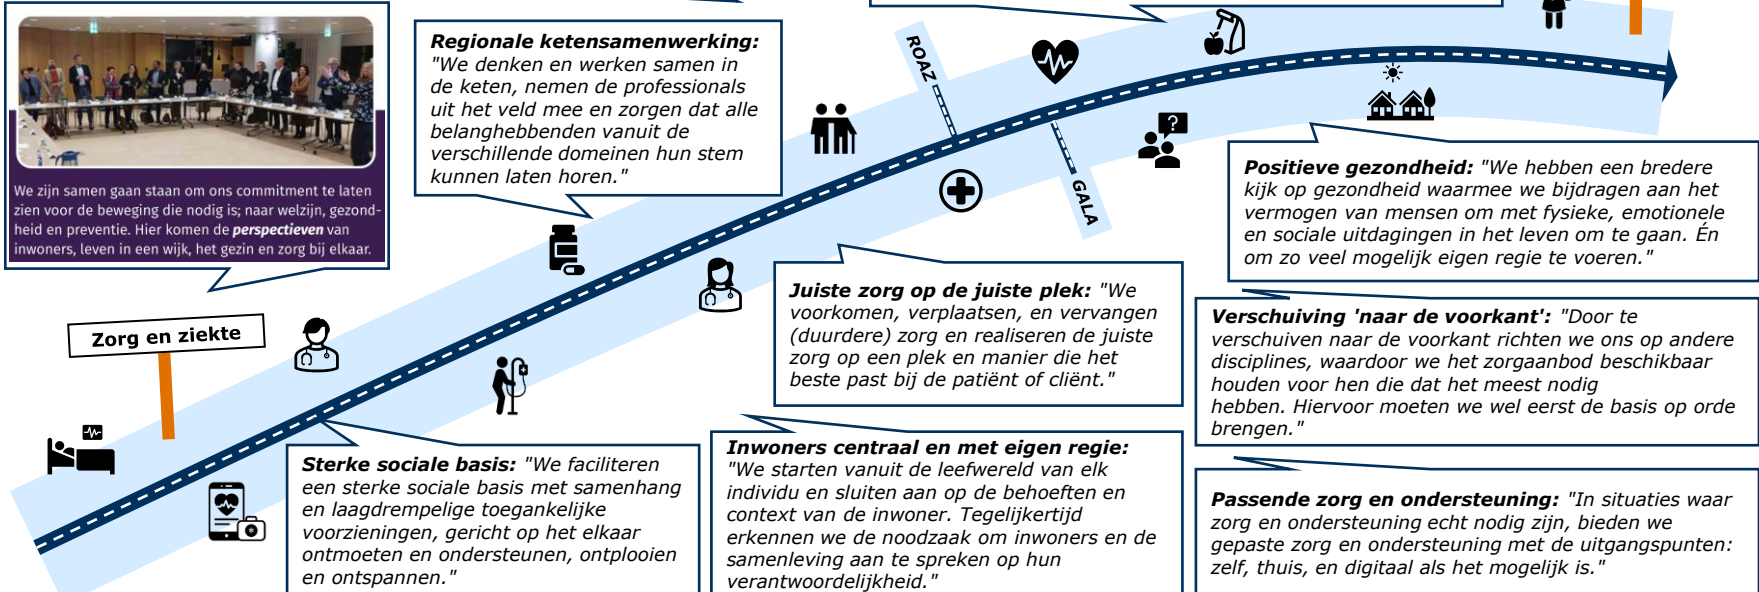 We zijn samen gaan staan om ons commitment te laten
zien voor de beweging die nodig is; naar welzijn, gezond-
heid en preventie. Hier komen de perspectieven van
inwoners, leven in een wijk, het gezin en zorg bij elkaar.
Regionale ketensamenwerking:
"We denken en werken samen in
de keten, nemen de professionals
uit het veld mee en zorgen dat alle
belanghebbenden vanuit de
verschillende domeinen hun stem
kunnen laten horen."
ROAZ
GALA
?
Positieve gezondheid: "We hebben een bredere
kijk op gezondheid waarmee we bijdragen aan het
vermogen van mensen om met fysieke, emotionele
en sociale uitdagingen in het leven om te gaan. Én
om zo veel mogelijk eigen regie te voeren."
Juiste zorg op de juiste plek: "We
voorkomen, verplaatsen, en vervangen
(duurdere) zorg en realiseren de juiste
zorg op een plek en manier die het
beste past bij de patiënt of cliënt."
Verschuiving 'naar de voorkant': "Door te
verschuiven naar de voorkant richten we ons op andere
disciplines, waardoor we het zorgaanbod beschikbaar
houden voor hen die dat het meest nodig
hebben. Hiervoor moeten we wel eerst de basis op orde
brengen."
Zorg en ziekte
Sterke sociale basis: "We faciliteren
een sterke sociale basis met samenhang
en laagdrempelige toegankelijke
voorzieningen, gericht op het elkaar
ontmoeten en ondersteunen, ontplooien
en ontspannen."
Inwoners centraal en met eigen regie:
"We starten vanuit de leefwereld van elk
individu en sluiten aan op de behoeften en
context van de inwoner. Tegelijkertijd
erkennen we de noodzaak om inwoners en de
samenleving aan te spreken op hun
verantwoordelijkheid."
Passende zorg en ondersteuning: "In situaties waar
zorg en ondersteuning echt nodig zijn, bieden we
gepaste zorg en ondersteuning met de uitgangspunten:
zelf, thuis, en digitaal als het mogelijk is."